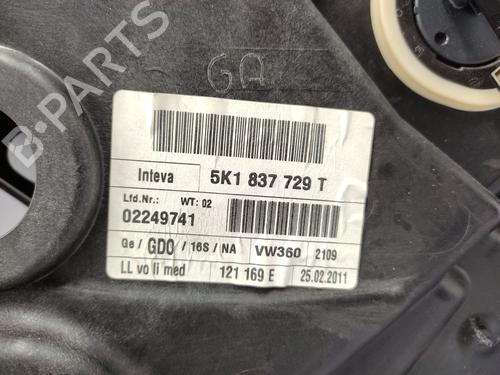 B-PARTS
GA
Inteva 5K1 837 729 T
Lfd.Nr.: WT: 02
02249741
Ge / GDO / 16S / NA VW360 2109
LL vo li med 121 169 E 25.02.2011